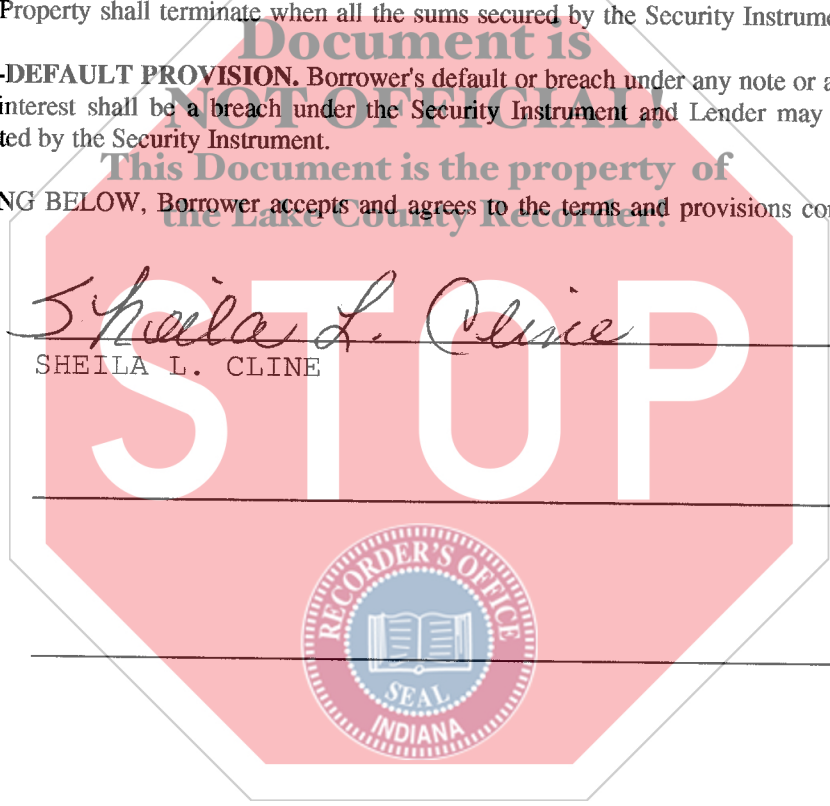 Property shall terminate when all the sums secured by the Security Instrume
Document is
-DEFAULT PROVISION. Borrower's default or breach under any note or a
NOT OFFICIAL!
interest shall be a breach under the Security Instrument and Lender may
ted by the Security Instrument.
This Document is the property of
NG BELOW, Borrower accepts and agrees to the terms and provisions con
the Lake County Recorder!
Sheila L. Cline
SHEILA L. CLINE
STOP
RECORDER'S OFFICE
SEAL
INDIANA